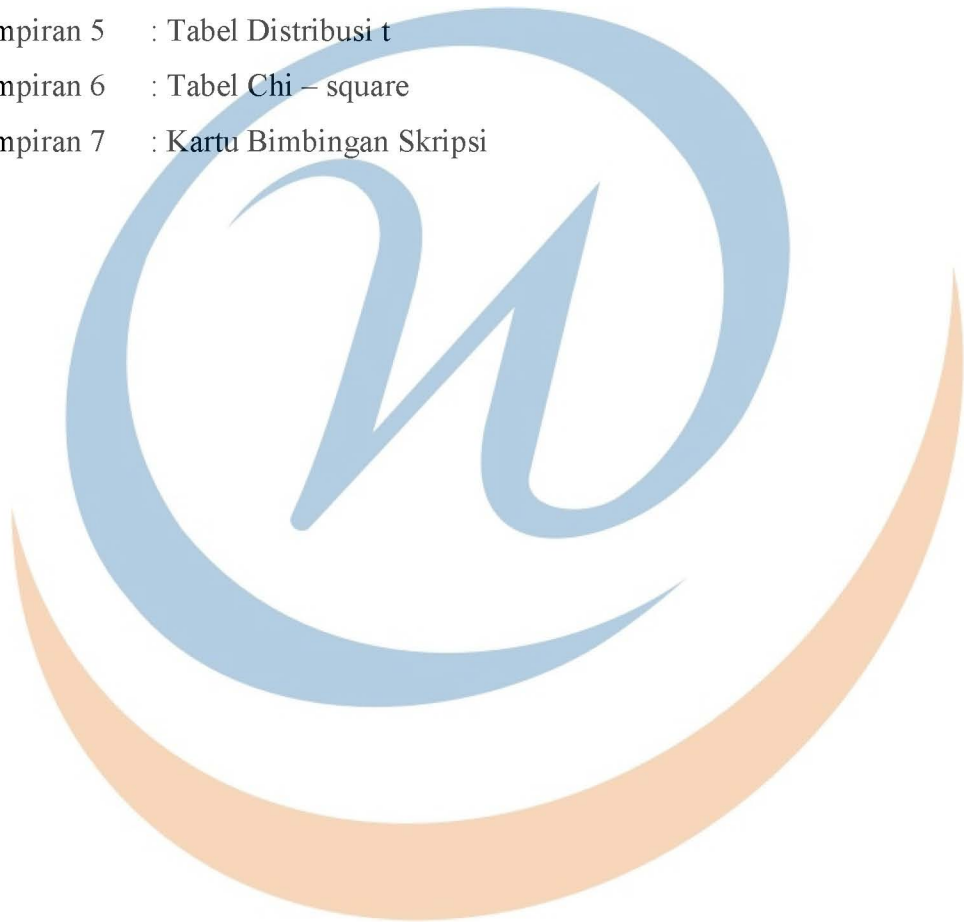 mpiran 5 : Tabel Distribusi t
mpiran 6 : Tabel Chi – square
mpiran 7 : Kartu Bimbingan Skripsi